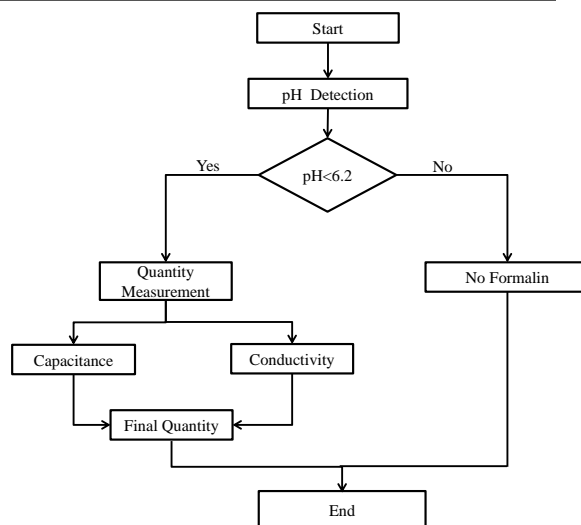 Start
pH Detection
pH<6.2
Yes
No
Quantity
Measurement
No Formalin
Capacitance
Conductivity
Final Quantity
End